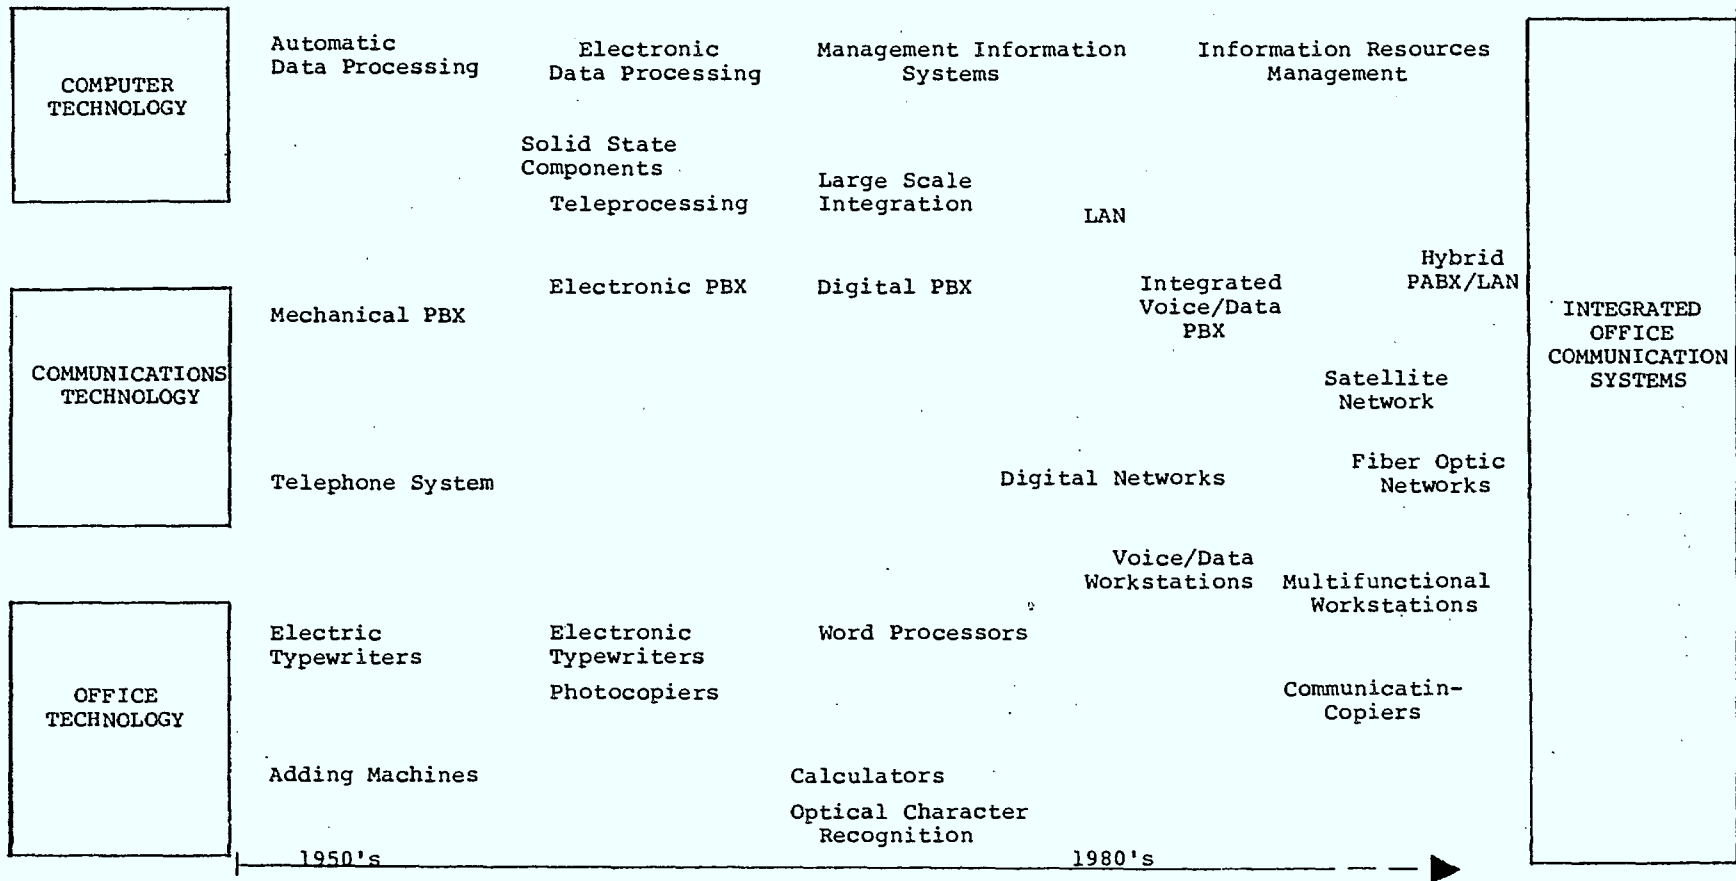 COMPUTER
TECHNOLOGY
Automatic
Data Processing
Electronic
Data Processing
Management Information
Systems
Information Resources
Management
Solid State
Components
Teleprocessing
Large Scale
Integration
LAN
COMMUNICATIONS
TECHNOLOGY
Mechanical PBX
Electronic PBX
Digital PBX
Integrated
Voice/Data
PBX
Hybrid
PABX/LAN
Satellite
Network
Telephone System
Digital Networks
Fiber Optic
Networks
OFFICE
TECHNOLOGY
Voice/Data
Workstations
Multifunctional
Workstations
Electric
Typewriters
Electronic
Typewriters
Word Processors
Photocopiers
Communicatin-
Copiers
Adding Machines
Calculators
Optical Character
Recognition
1950's
1980's
INTEGRATED
OFFICE
COMMUNICATION
SYSTEMS